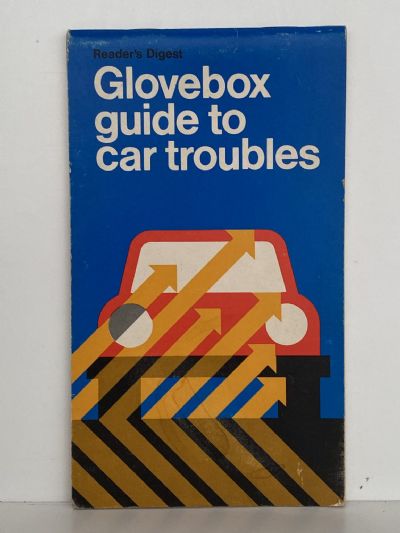 Reader's Digest
Glovebox
guide to
car troubles